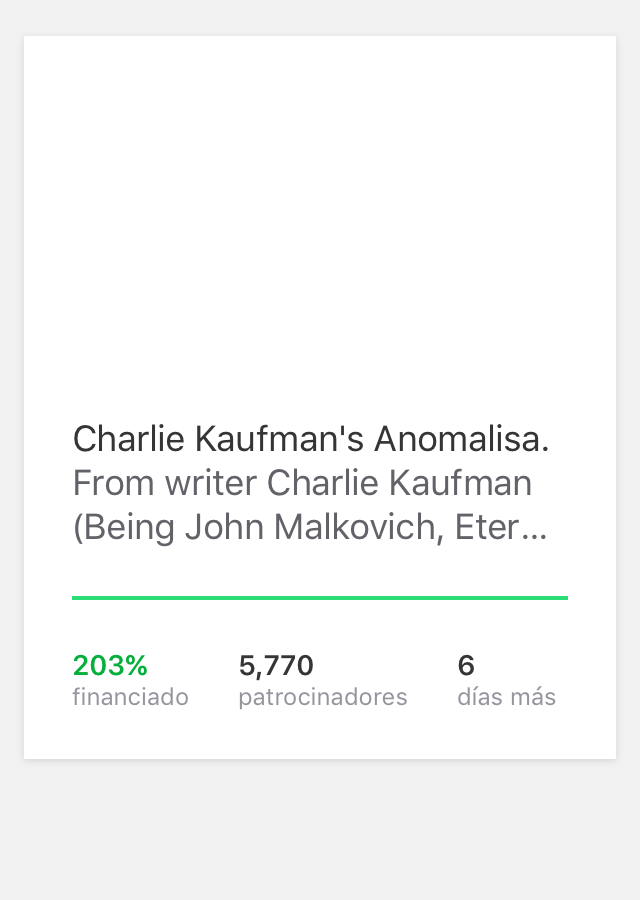 Charlie Kaufman's Anomalisa.
From writer Charlie Kaufman
(Being John Malkovich, Eter...
203% 5,770 6
financiado patrocinadores días más